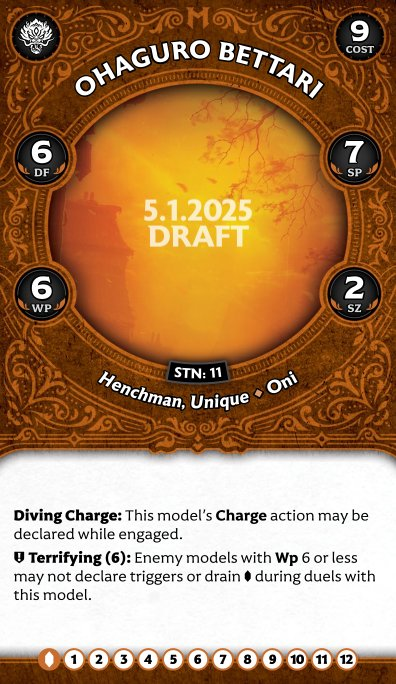 9
COST
OHAGURO BETTARI
6
DF
7
SP
5.1.2025
DRAFT
6
WP
2
SZ
STN: 11
Henchman, Unique ♦ Oni
Diving Charge: This model's Charge action may be
declared while engaged.
Terrifying (6): Enemy models with Wp 6 or less
may not declare triggers or drain during duels with
this model.
1 2 3 4 5 6 7 8 9 10 11 12